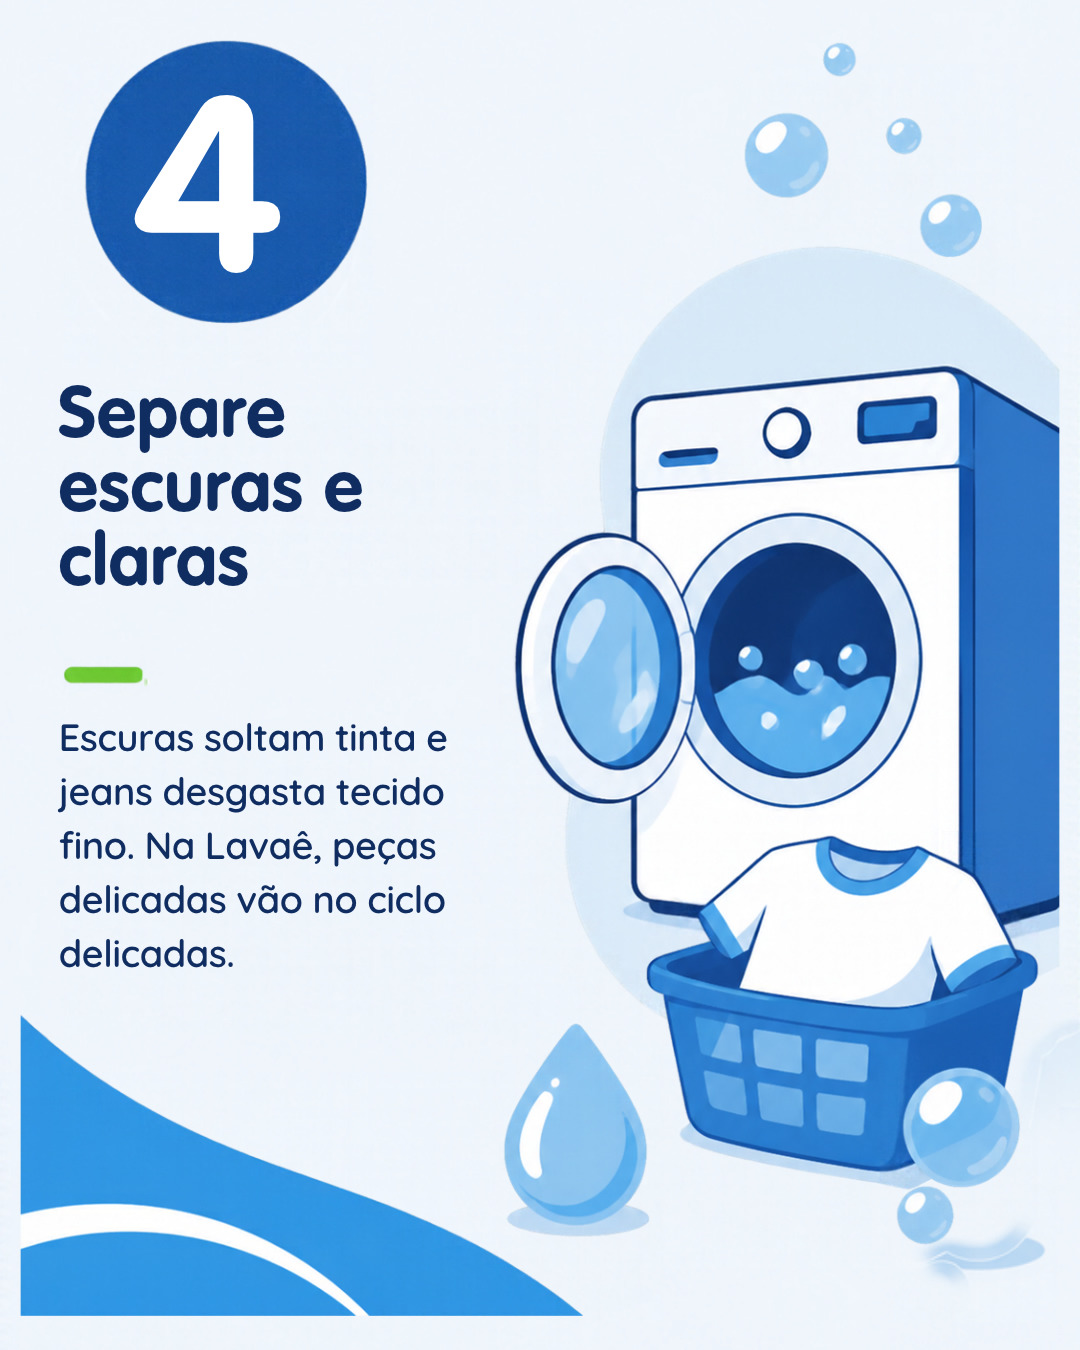 4
Separe
escuras e
claras
Escuras soltam tinta e
jeans desgasta tecido
fino. Na Lavaê, peças
delicadas vão no ciclo
delicadas.